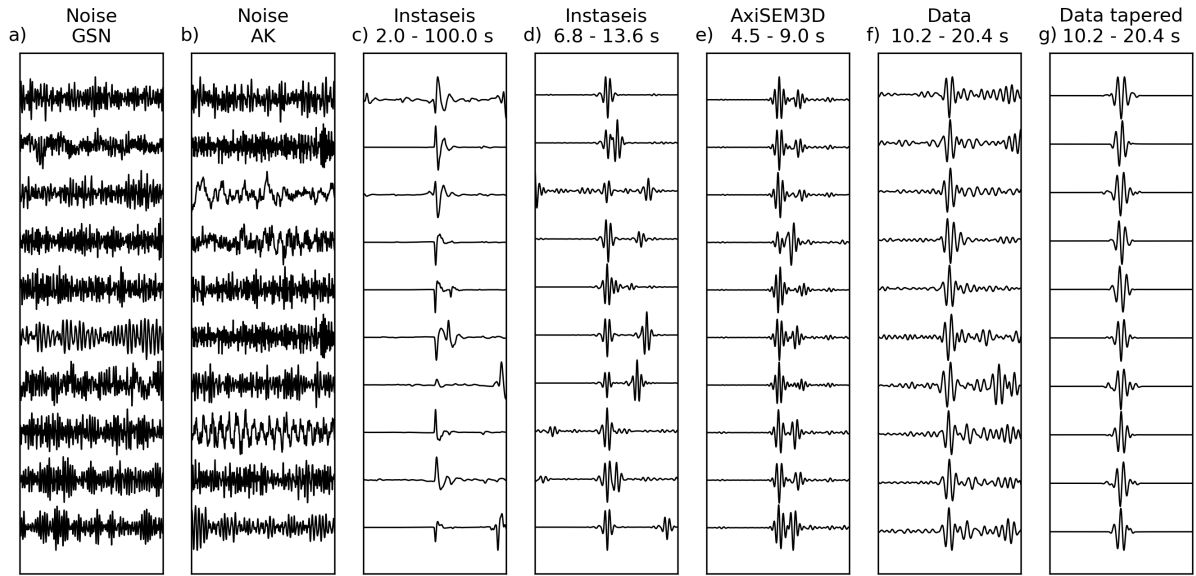 Noise
GSN
a)
Noise
AK
b)
Instaseis
c) 2.0 - 100.0 s
Instaseis
d) 6.8 - 13.6 s
AxiSEM3D
e) 4.5 - 9.0 s
Data
f) 10.2 - 20.4 s
Data tapered
g) 10.2 - 20.4 s